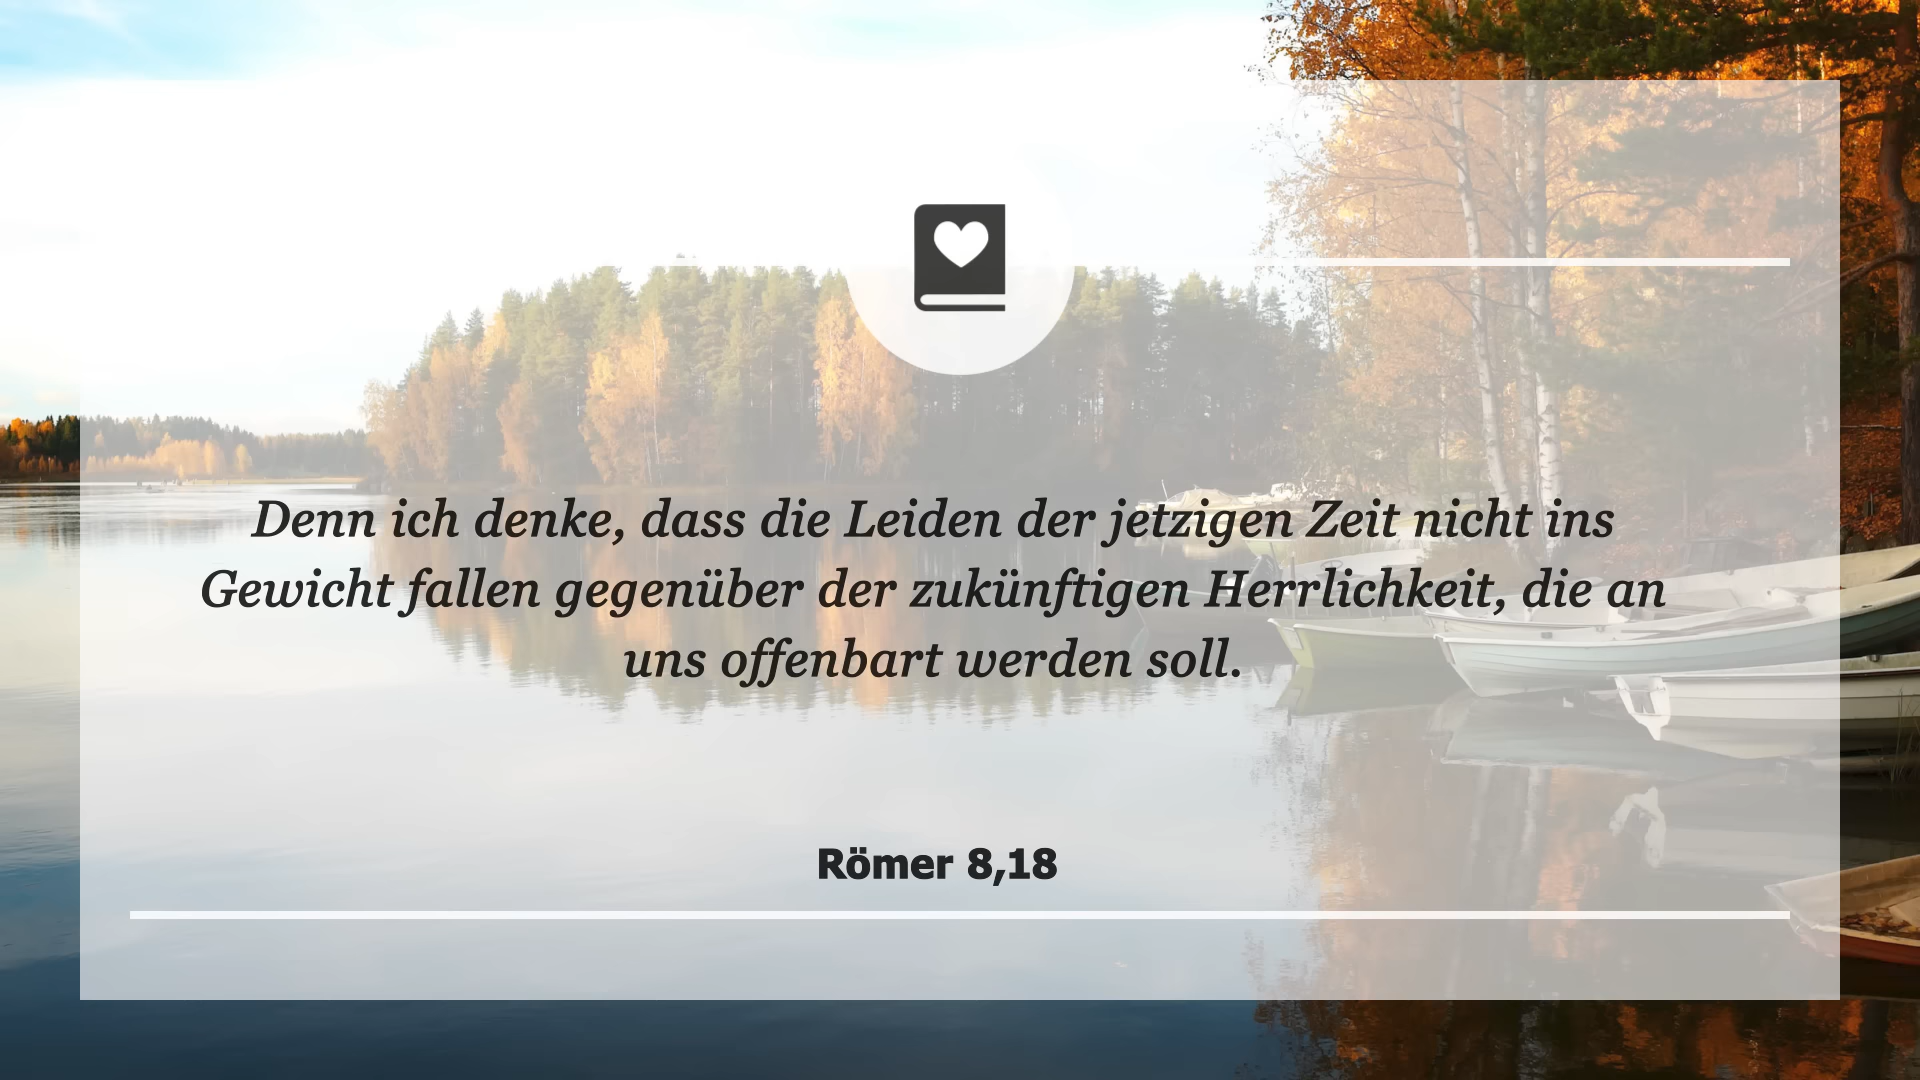 Denn ich denke, dass die Leiden der jetzigen Zeit nicht ins
Gewicht fallen gegenüber der zukünftigen Herrlichkeit, die an
uns offenbart werden soll.
Römer 8,18